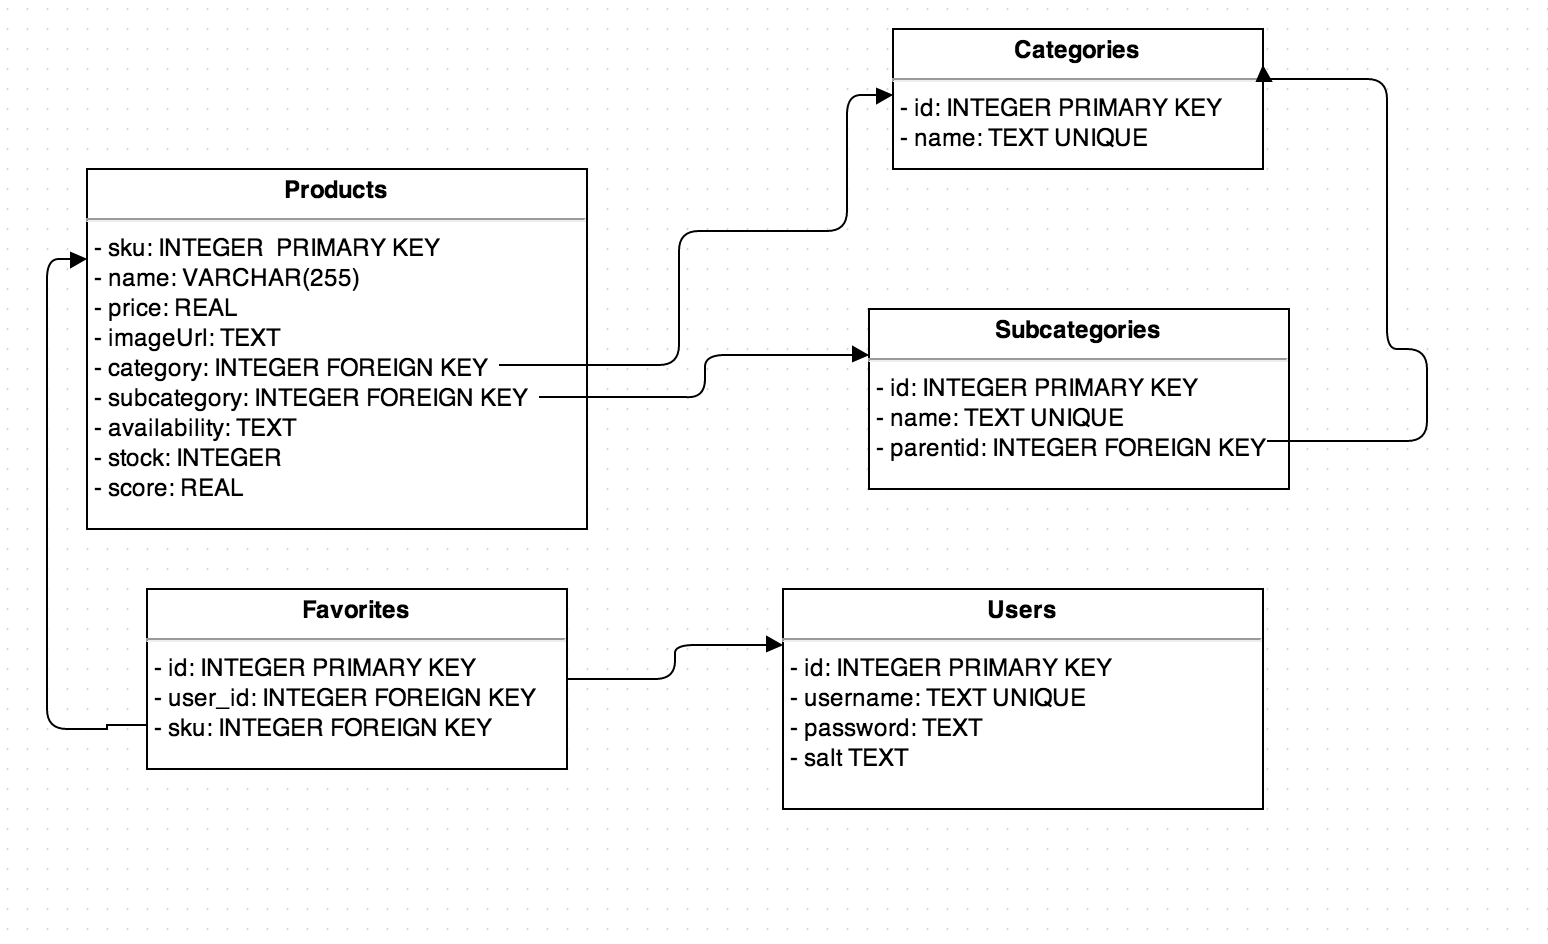 Categories
- id: INTEGER PRIMARY KEY
- name: TEXT UNIQUE
Products
- sku: INTEGER  PRIMARY KEY
- name: VARCHAR(255)
- price: REAL
- imageUrl: TEXT
- category: INTEGER FOREIGN KEY
- subcategory: INTEGER FOREIGN KEY
- availability: TEXT
- stock: INTEGER
- score: REAL
Subcategories
- id: INTEGER PRIMARY KEY
- name: TEXT UNIQUE
- parentid: INTEGER FOREIGN KEY
Favorites
- id: INTEGER PRIMARY KEY
- user_id: INTEGER FOREIGN KEY
- sku: INTEGER FOREIGN KEY
Users
- id: INTEGER PRIMARY KEY
- username: TEXT UNIQUE
- password: TEXT
- salt TEXT